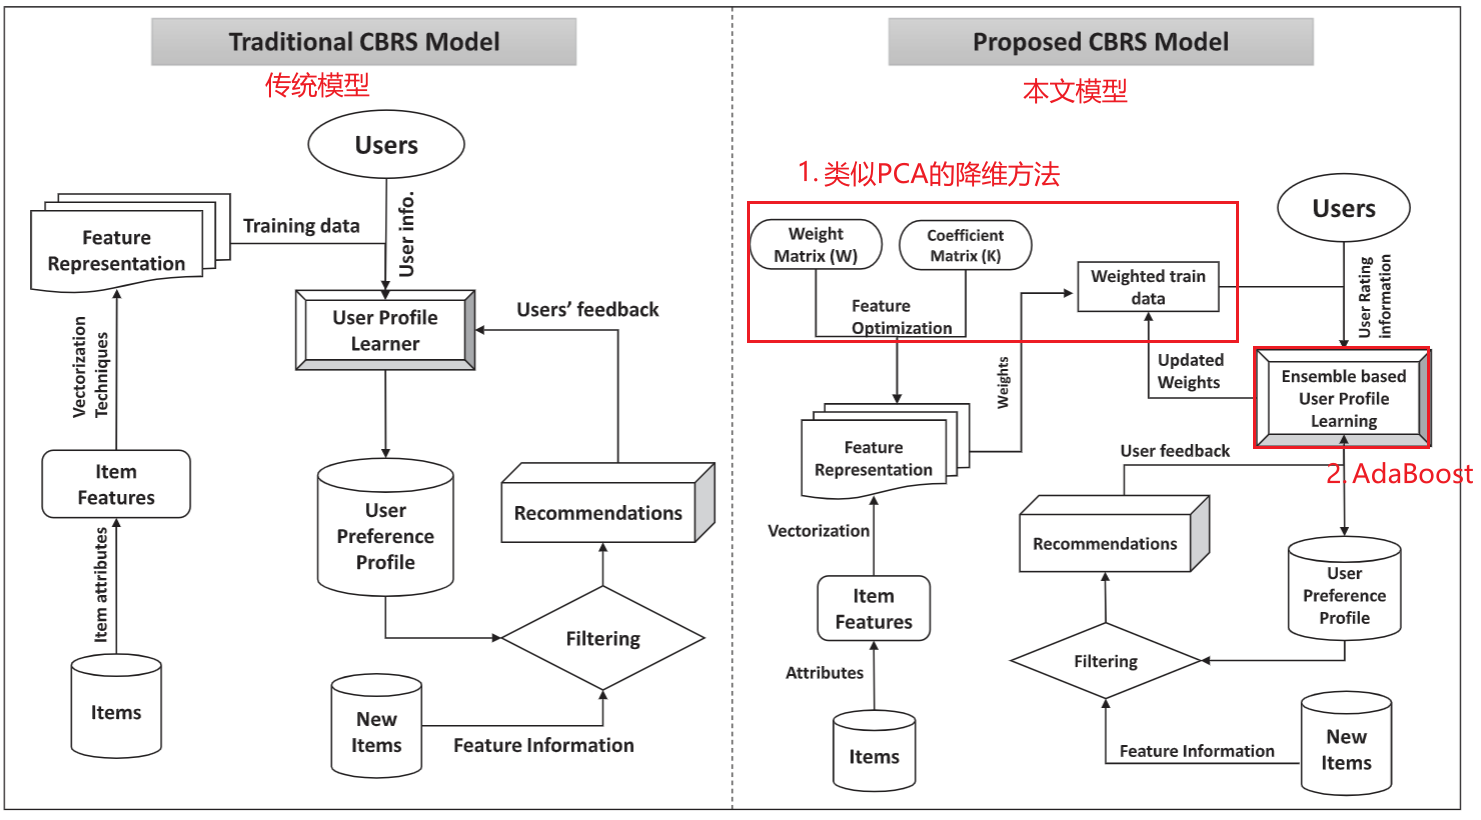 Traditional CBRS Model
传统模型
Users
Feature
Representation
Training data
User info.
User Profile
Learner
Users’ feedback
Vectorization
Techniques
Item
Features
User
Preference
Profile
Recommendations
Item attributes
Filtering
Items
New
Items
Feature Information
Proposed CBRS Model
本文模型
1. 类似PCA的降维方法
Users
Weight
Matrix (W)
Coefficient
Matrix (K)
Weighted train
data
Feature
Optimization
User Rating
information
Updated
Weights
Weights
Ensemble based
User Profile
Learning
Feature
Representation
User feedback
2. AdaBoost
Vectorization
Recommendations
Item
Features
User
Preference
Profile
Attributes
Filtering
Items
Feature Information
New
Items